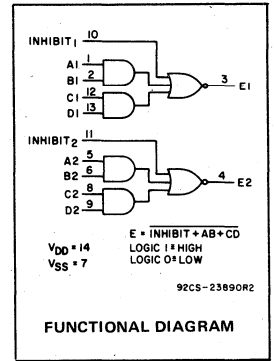 10
INHIBIT1
A1 1
B1 2
3 E1
C1 12
D1 13
11
INHIBIT2
A2 5
B2 6
4 E2
C2 8
D2 9
E = INHIBIT + AB + CD
VDD = 14 LOGIC 1 = HIGH
VSS = 7 LOGIC 0 = LOW
92CS-23890R2
FUNCTIONAL DIAGRAM